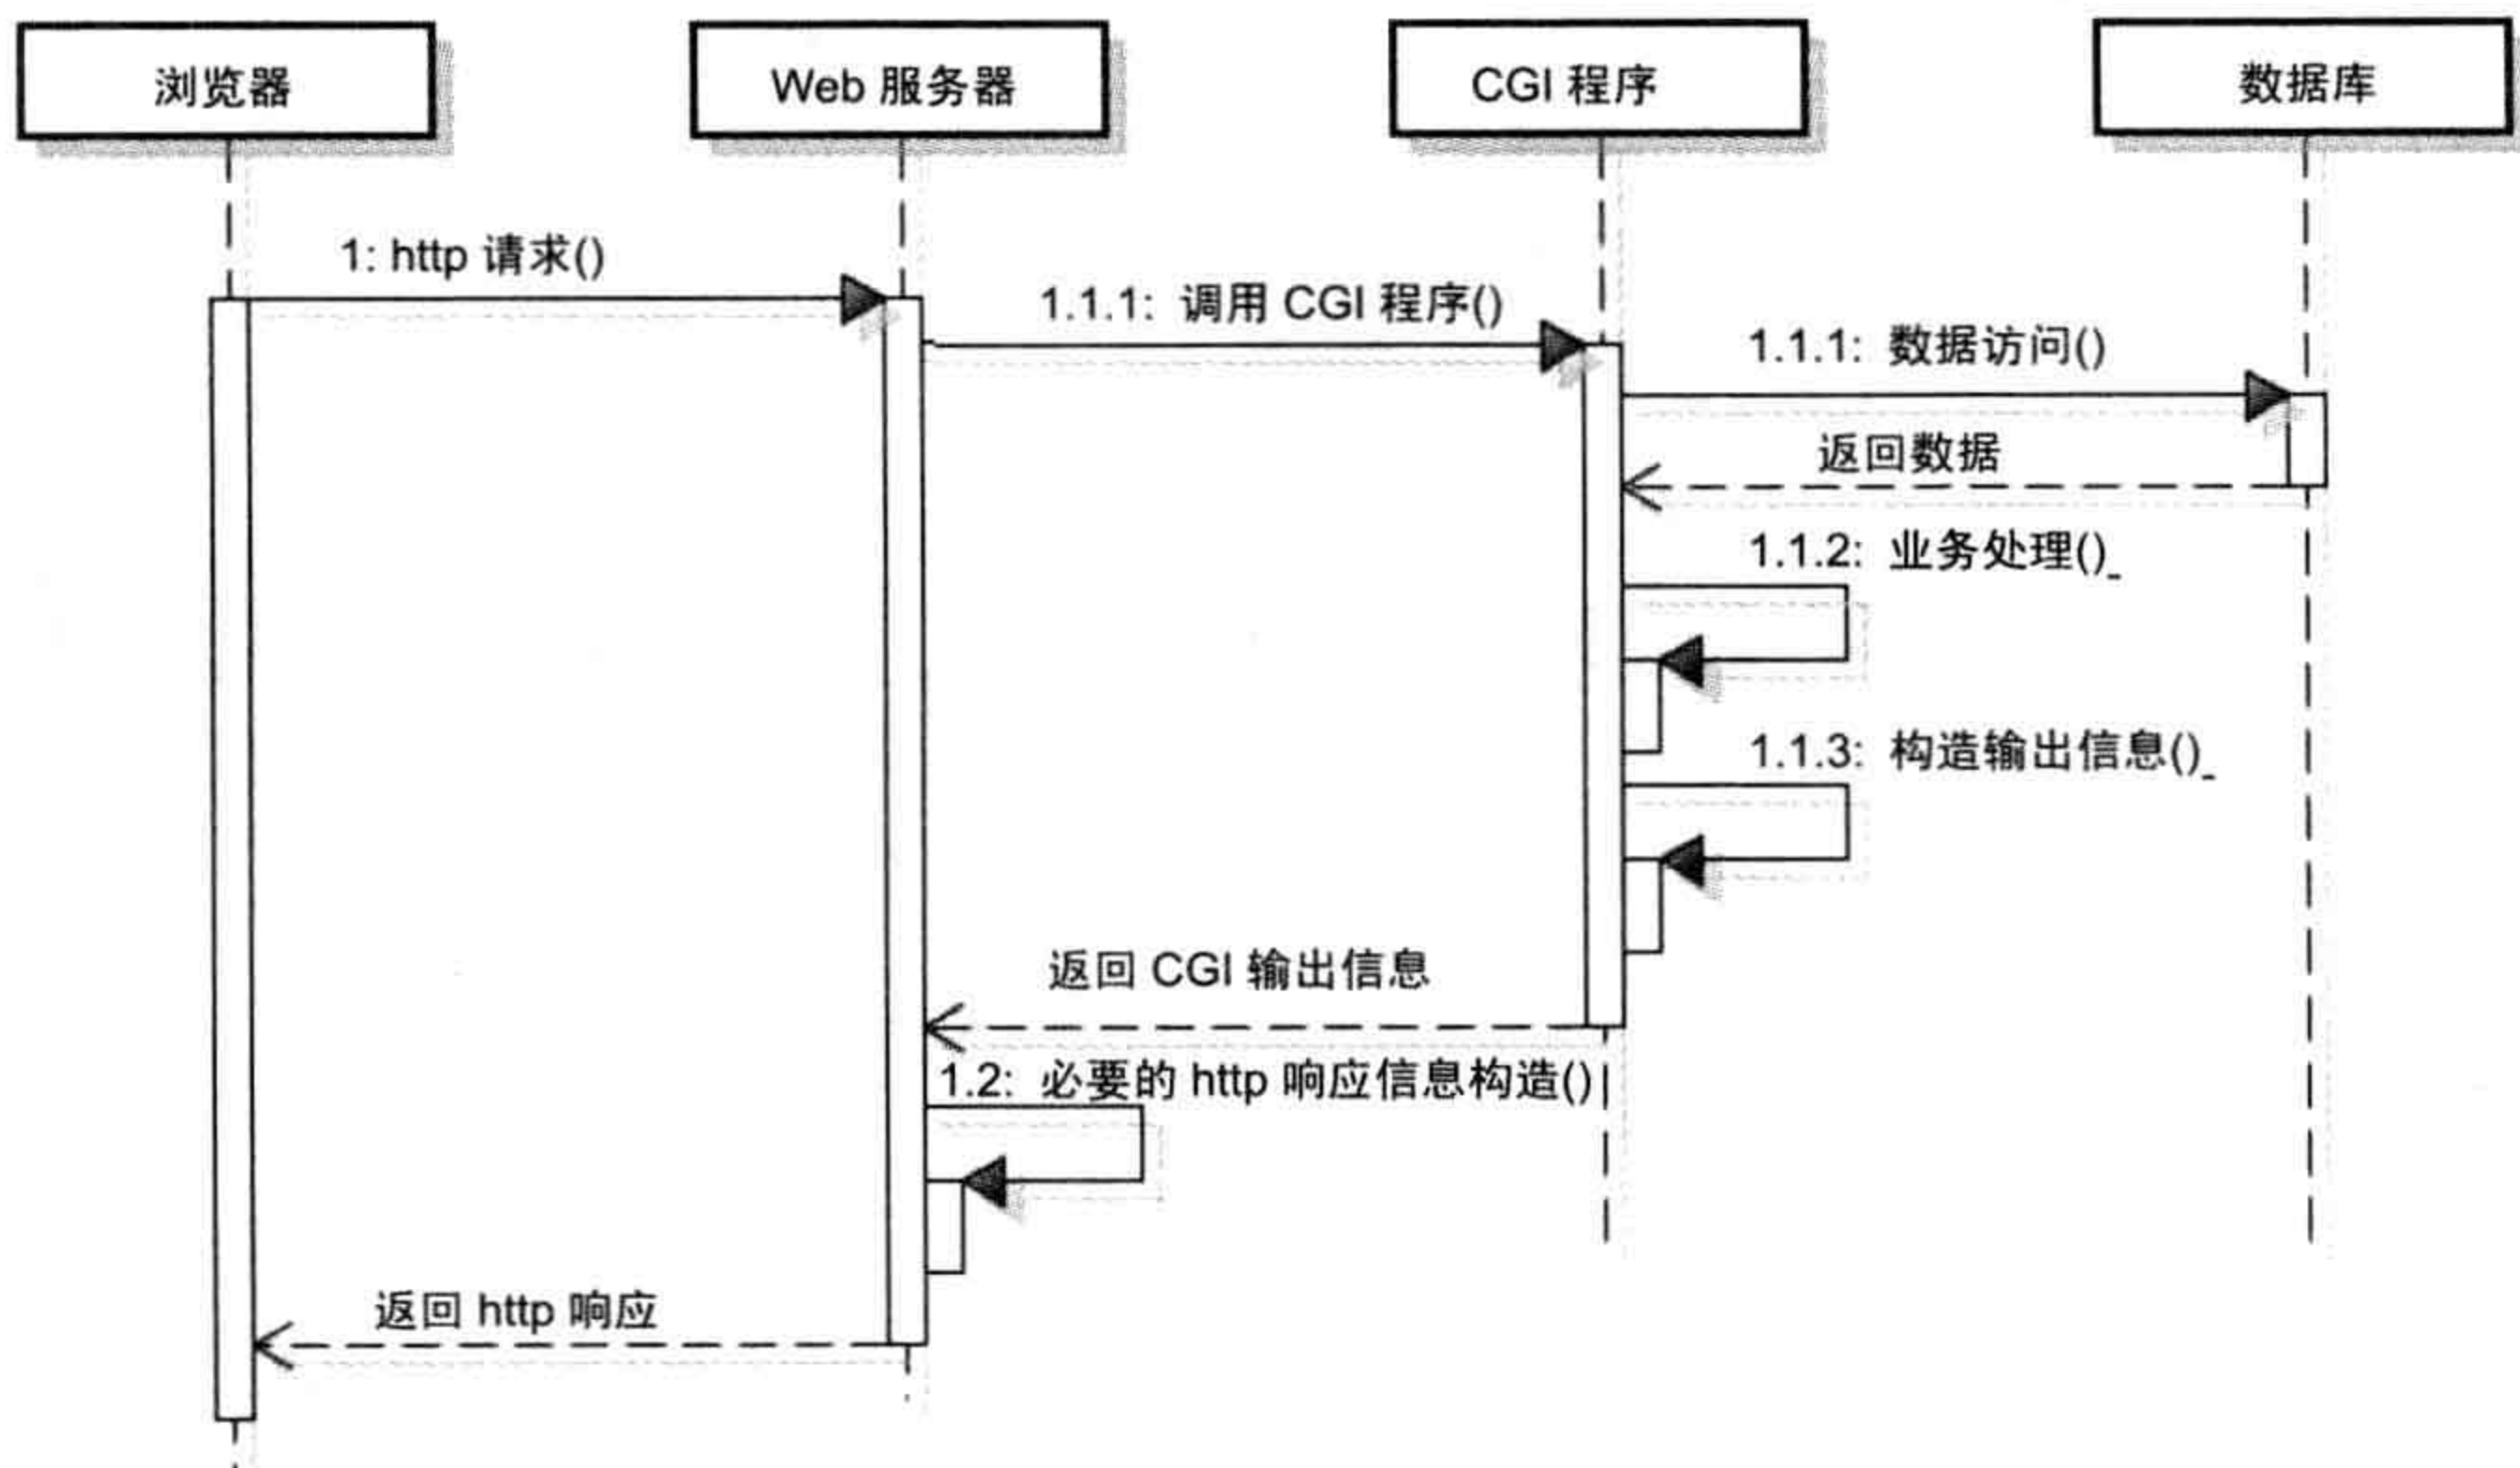 浏览器
Web 服务器
CGI 程序
数据库
1: http 请求()
1.1.1: 调用 CGI 程序()
1.1.1: 数据访问()
返回数据
1.1.2: 业务处理()
1.1.3: 构造输出信息()
返回 CGI 输出信息
1.2: 必要的 http 响应信息构造()
返回 http 响应